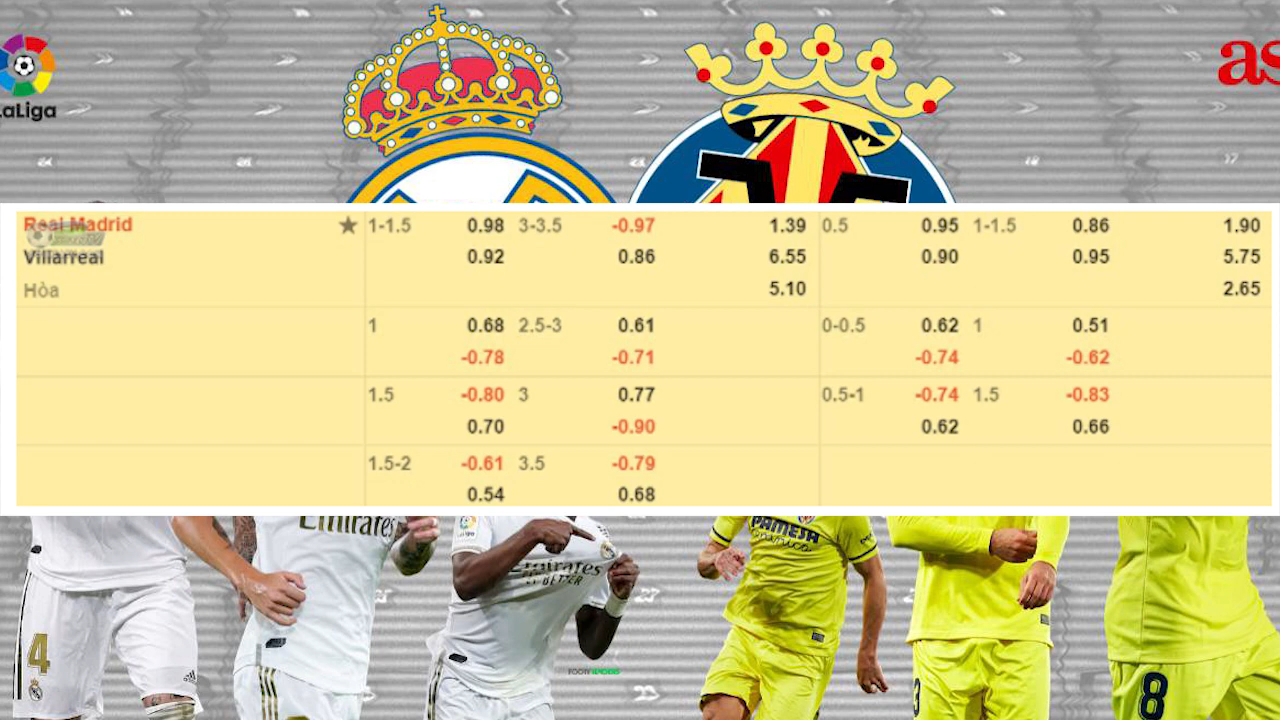 as
LaLiga
Real Madrid ★ 1-1.5 0.98 3-3.5 -0.97 1.39 0.5 0.95 1-1.5 0.86 1.90
Villarreal 0.92 0.86 6.55 0.90 0.95 5.75
Hòa 5.10 2.65
1 0.68 2.5-3 0.61 0-0.5 0.62 1 0.51
-0.78 -0.71 -0.74 -0.62
1.5 -0.80 3 0.77 0.5-1 -0.74 1.5 -0.83
0.70 -0.90 0.62 0.66
1.5-2 -0.61 3.5 -0.79
0.54 0.68
Emirates
Emirates
FLY BETTER
PAMESA
4
8